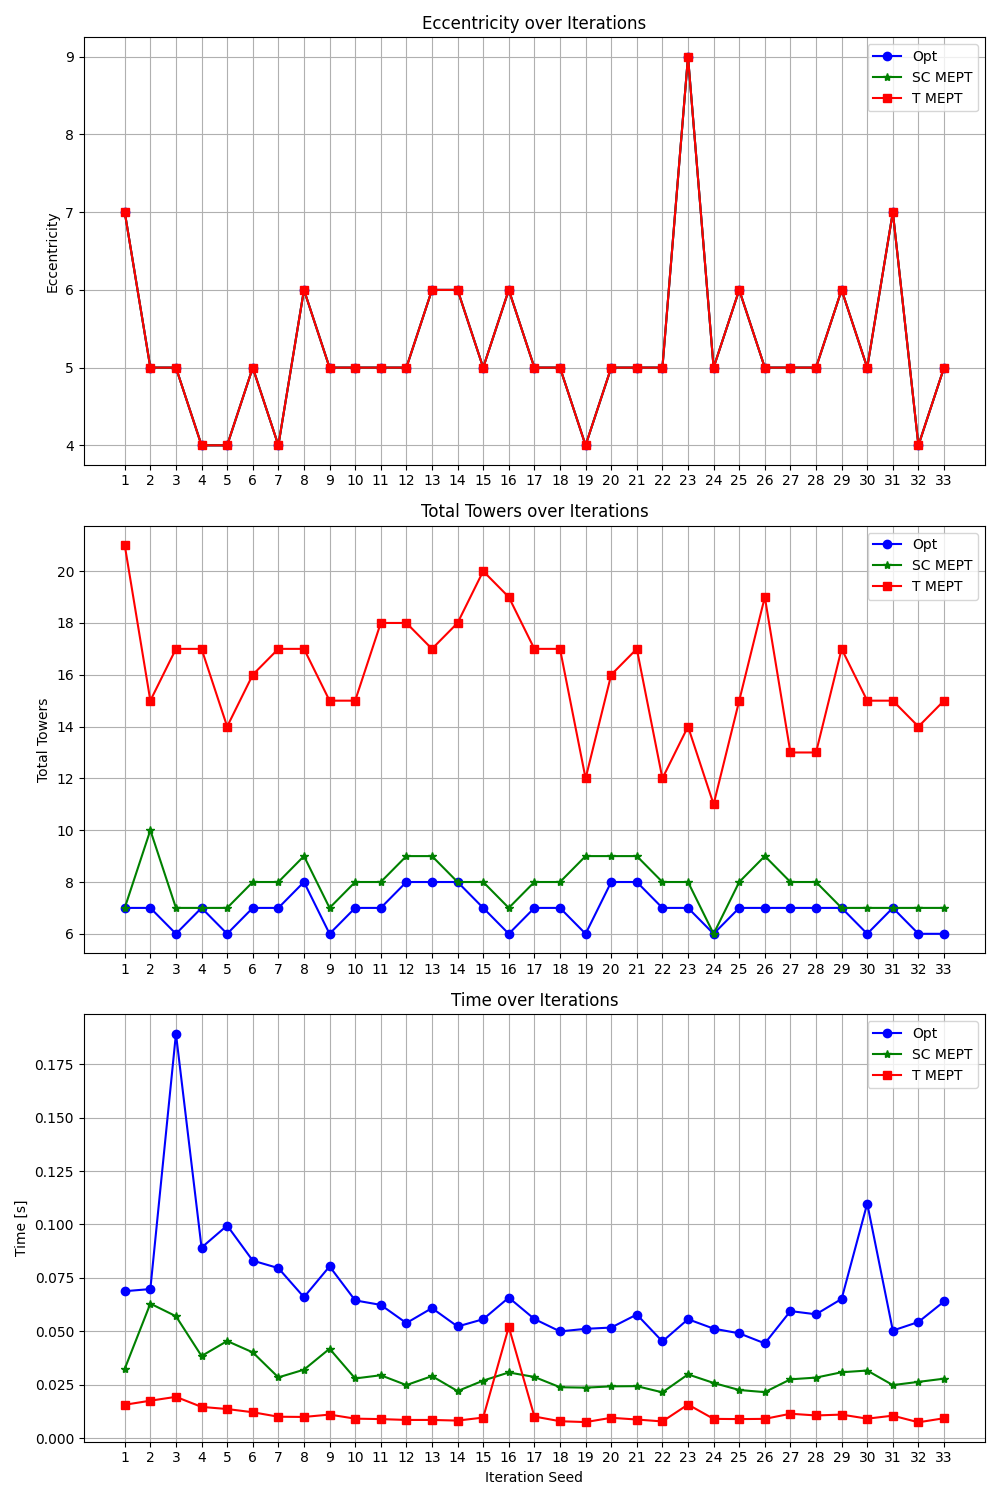 Eccentricity over Iterations
Opt
SC MEPT
T MEPT
Eccentricity
9
8
7
6
5
4
1 2 3 4 5 6 7 8 9 10 11 12 13 14 15 16 17 18 19 20 21 22 23 24 25 26 27 28 29 30 31 32 33
Total Towers over Iterations
Opt
SC MEPT
T MEPT
Total Towers
20
18
16
14
12
10
8
6
1 2 3 4 5 6 7 8 9 10 11 12 13 14 15 16 17 18 19 20 21 22 23 24 25 26 27 28 29 30 31 32 33
Time over Iterations
Opt
SC MEPT
T MEPT
Time [s]
0.175
0.150
0.125
0.100
0.075
0.050
0.025
0.000
1 2 3 4 5 6 7 8 9 10 11 12 13 14 15 16 17 18 19 20 21 22 23 24 25 26 27 28 29 30 31 32 33
Iteration Seed